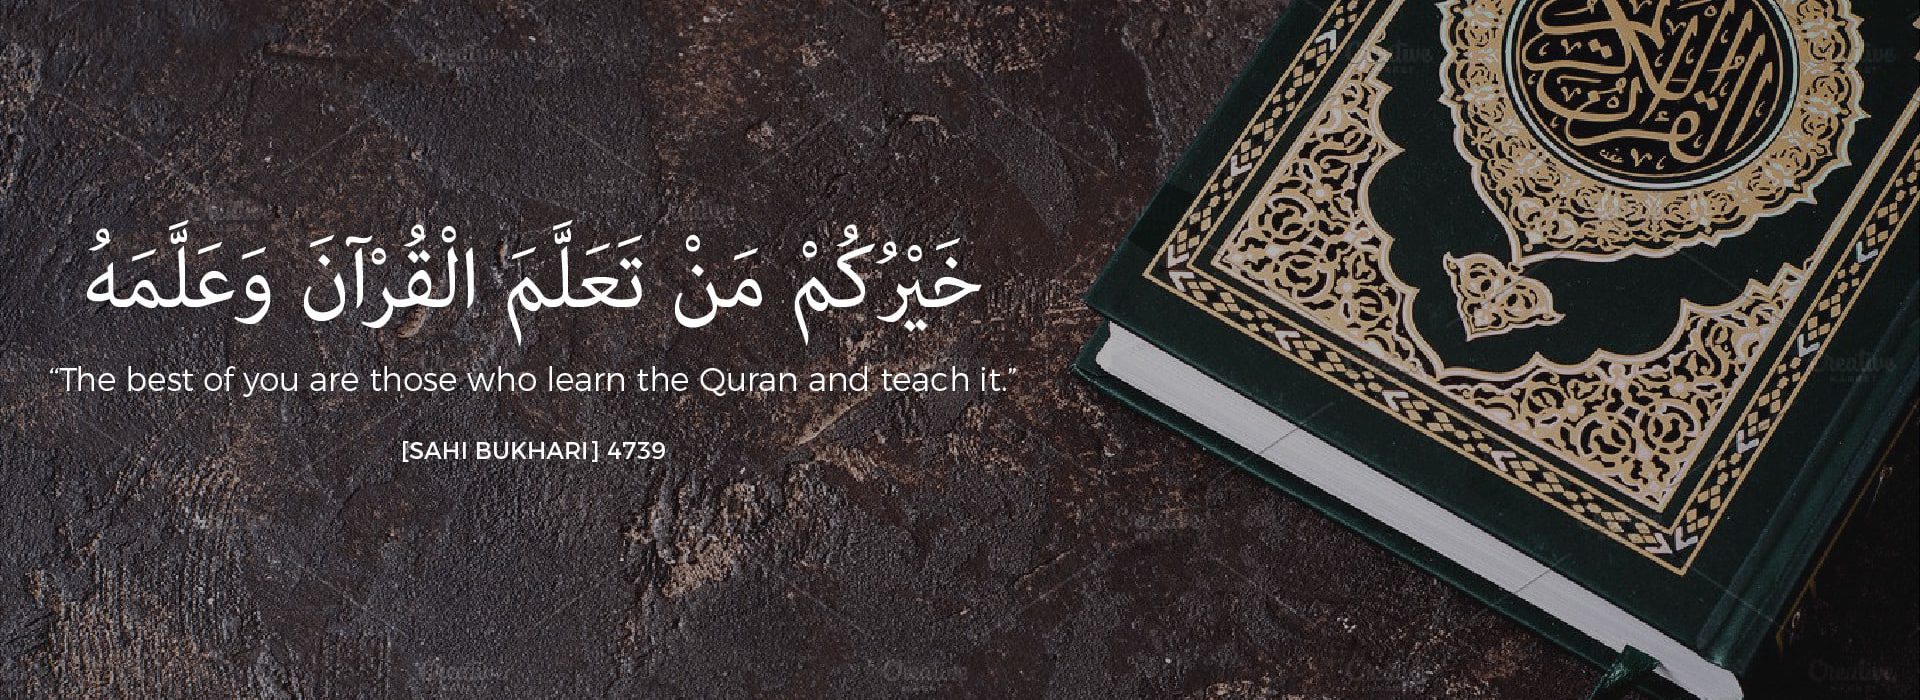 القرآن الكريم
خَيْرُكُمْ مَنْ تَعَلَّمَ الْقُرْآنَ وَعَلَّمَهُ
“The best of you are those who learn the Quran and teach it.”
[SAHI BUKHARI] 4739